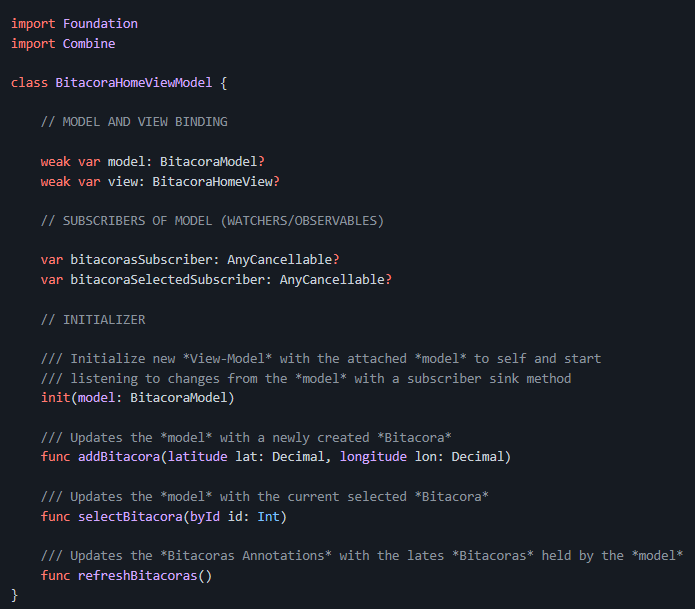 import Foundation
import Combine
class BitacoraHomeViewModel {
// MODEL AND VIEW BINDING
weak var model: BitacoraModel?
weak var view: BitacoraHomeView?
// SUBSCRIBERS OF MODEL (WATCHERS/OBSERVABLES)
var bitacorasSubscriber: AnyCancellable?
var bitacoraSelectedSubscriber: AnyCancellable?
// INITIALIZER
/// Initialize new *View-Model* with the attached *model* to self and start
/// listening to changes from the *model* with a subscriber sink method
init(model: BitacoraModel)
/// Updates the *model* with a newly created *Bitacora*
func addBitacora(latitude lat: Decimal, longitude lon: Decimal)
/// Updates the *model* with the current selected *Bitacora*
func selectBitacora(byId id: Int)
/// Updates the *Bitacoras Annotations* with the lates *Bitacoras* held by the *model*
func refreshBitacoras()
}